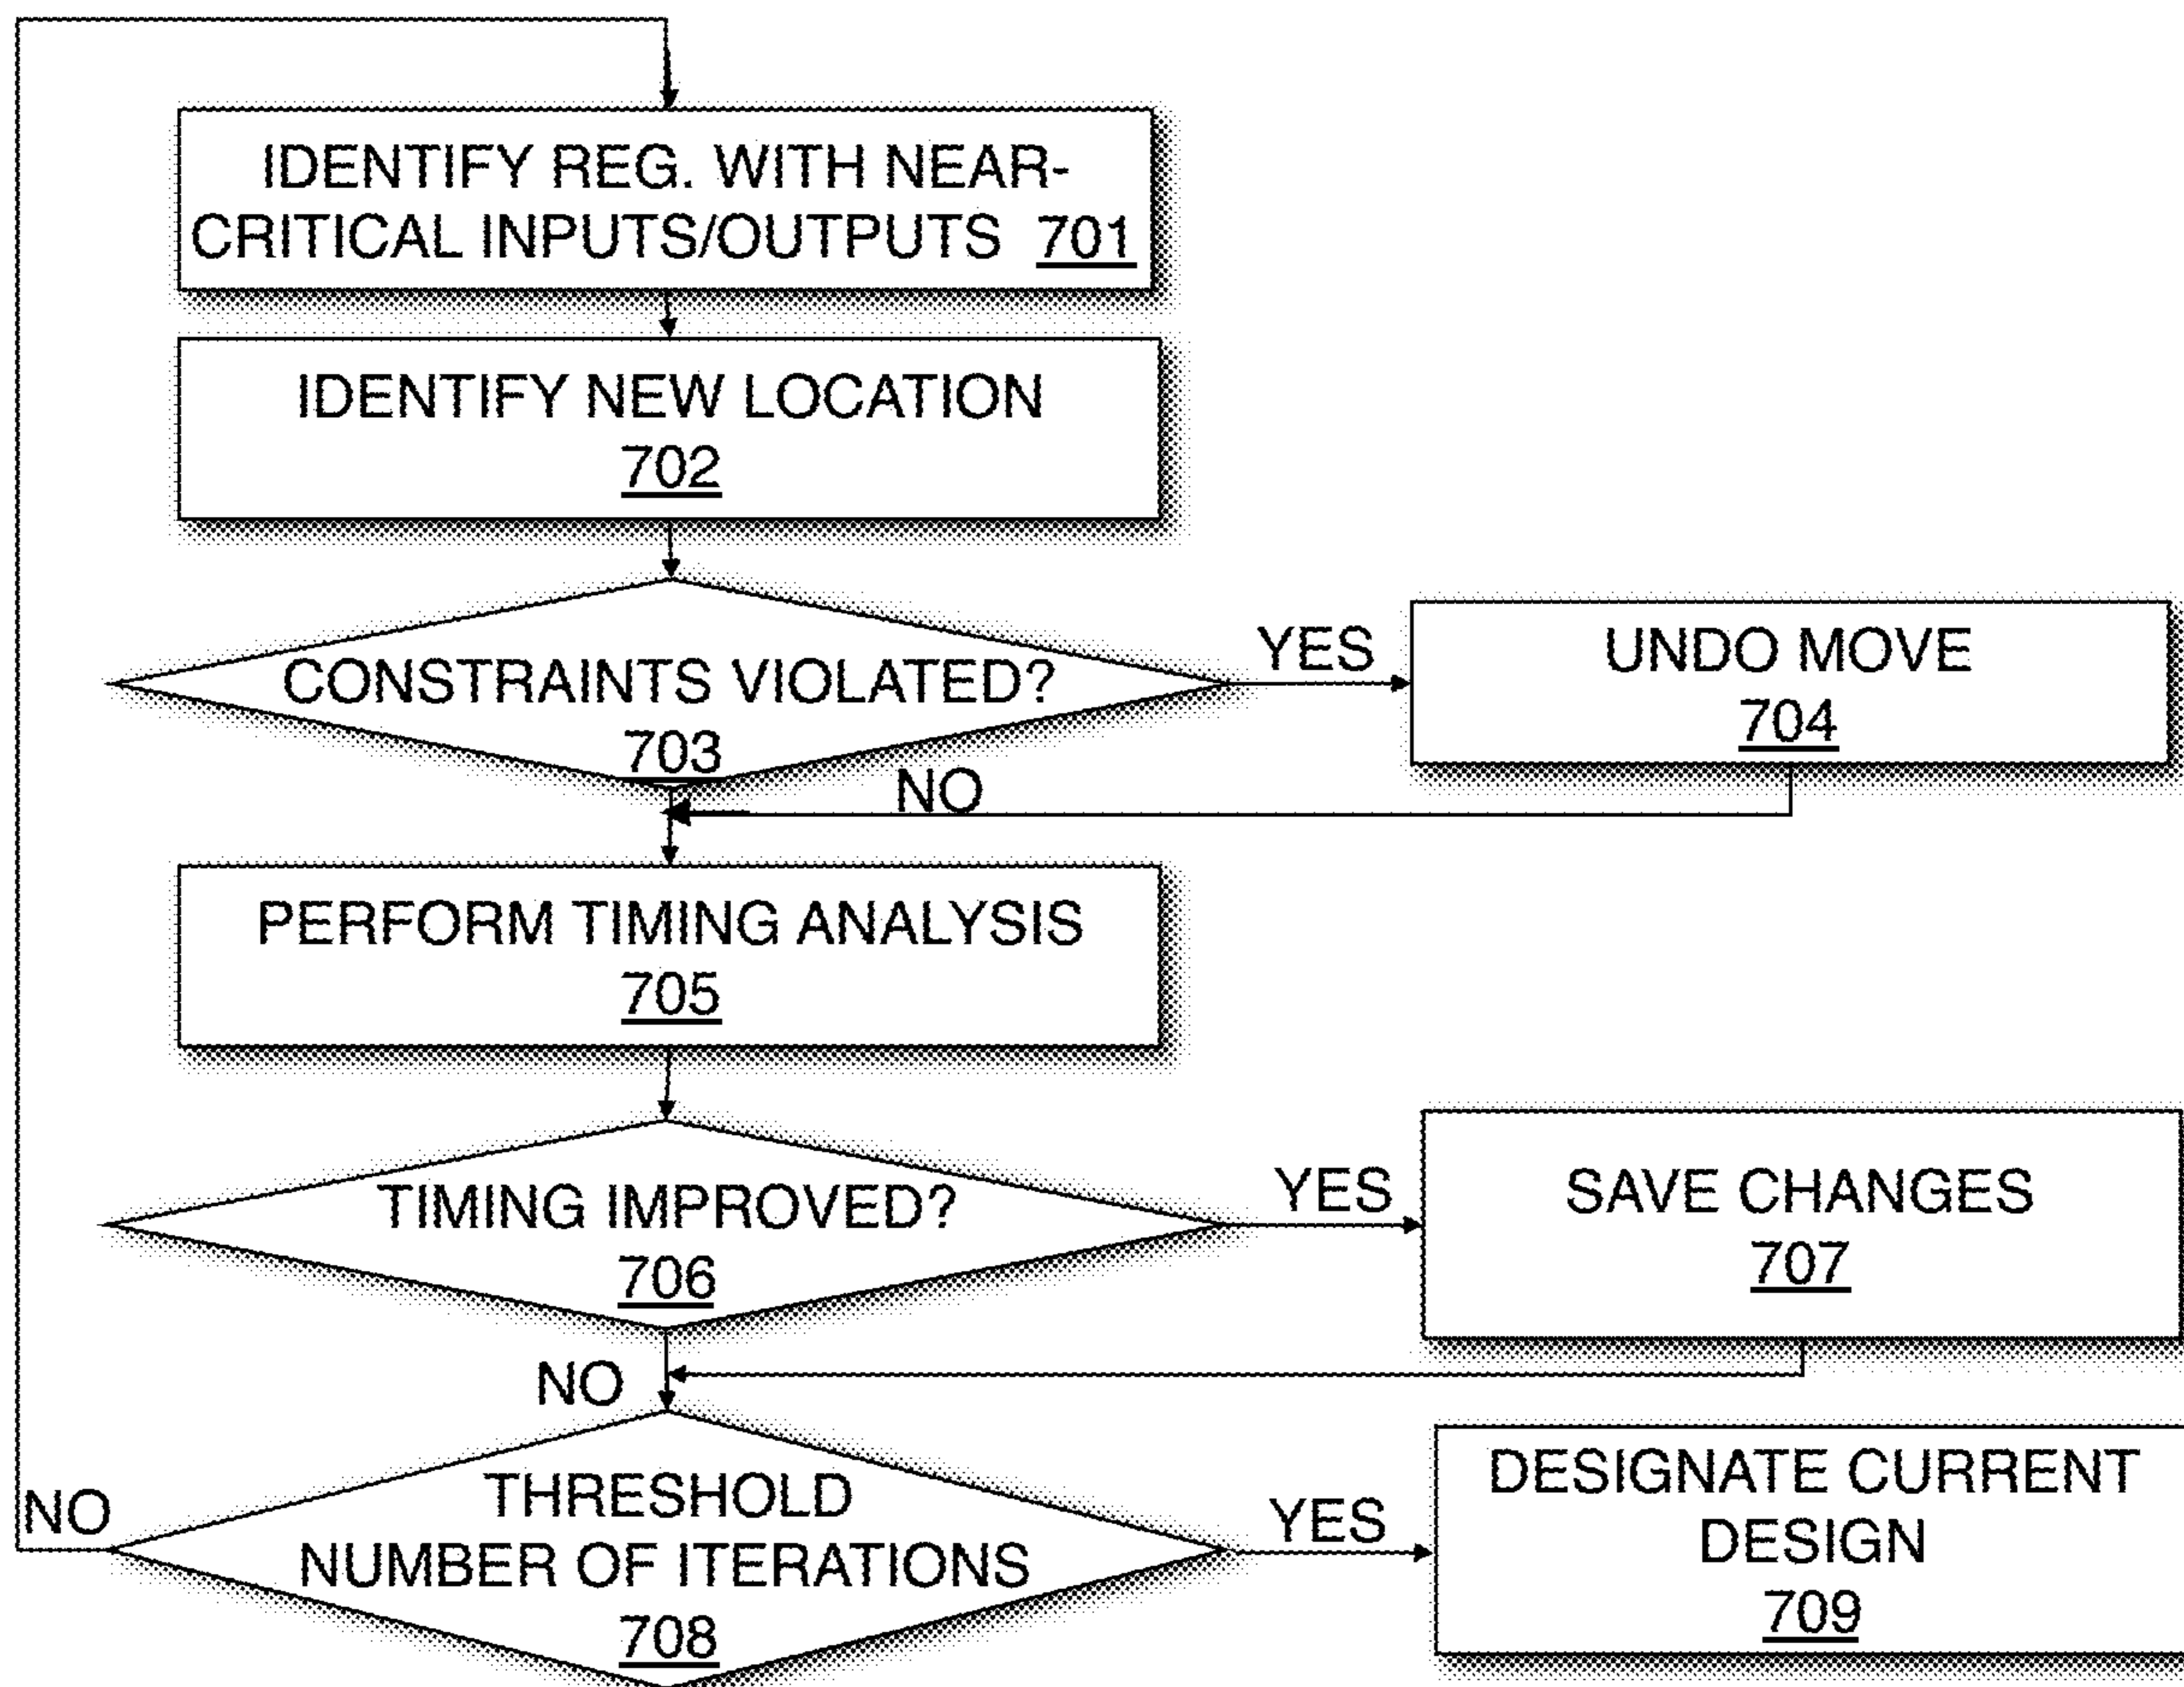 IDENTIFY REG. WITH NEAR-
CRITICAL INPUTS/OUTPUTS 701
IDENTIFY NEW LOCATION
702
CONSTRAINTS VIOLATED?
703
YES
UNDO MOVE
704
NO
PERFORM TIMING ANALYSIS
705
TIMING IMPROVED?
706
YES
SAVE CHANGES
707
NO
THRESHOLD
NUMBER OF ITERATIONS
708
NO
YES
DESIGNATE CURRENT
DESIGN
709